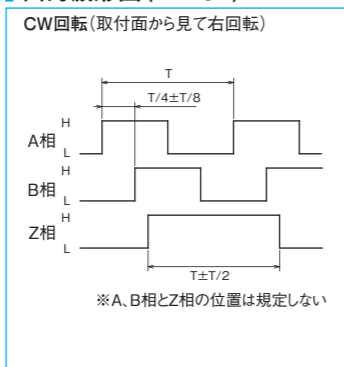 CW回転(取付面から見て右回転)
T
T/4±T/8
A相
H
L
B相
H
L
Z相
H
L
T±T/2
※A、B相とZ相の位置は規定しない